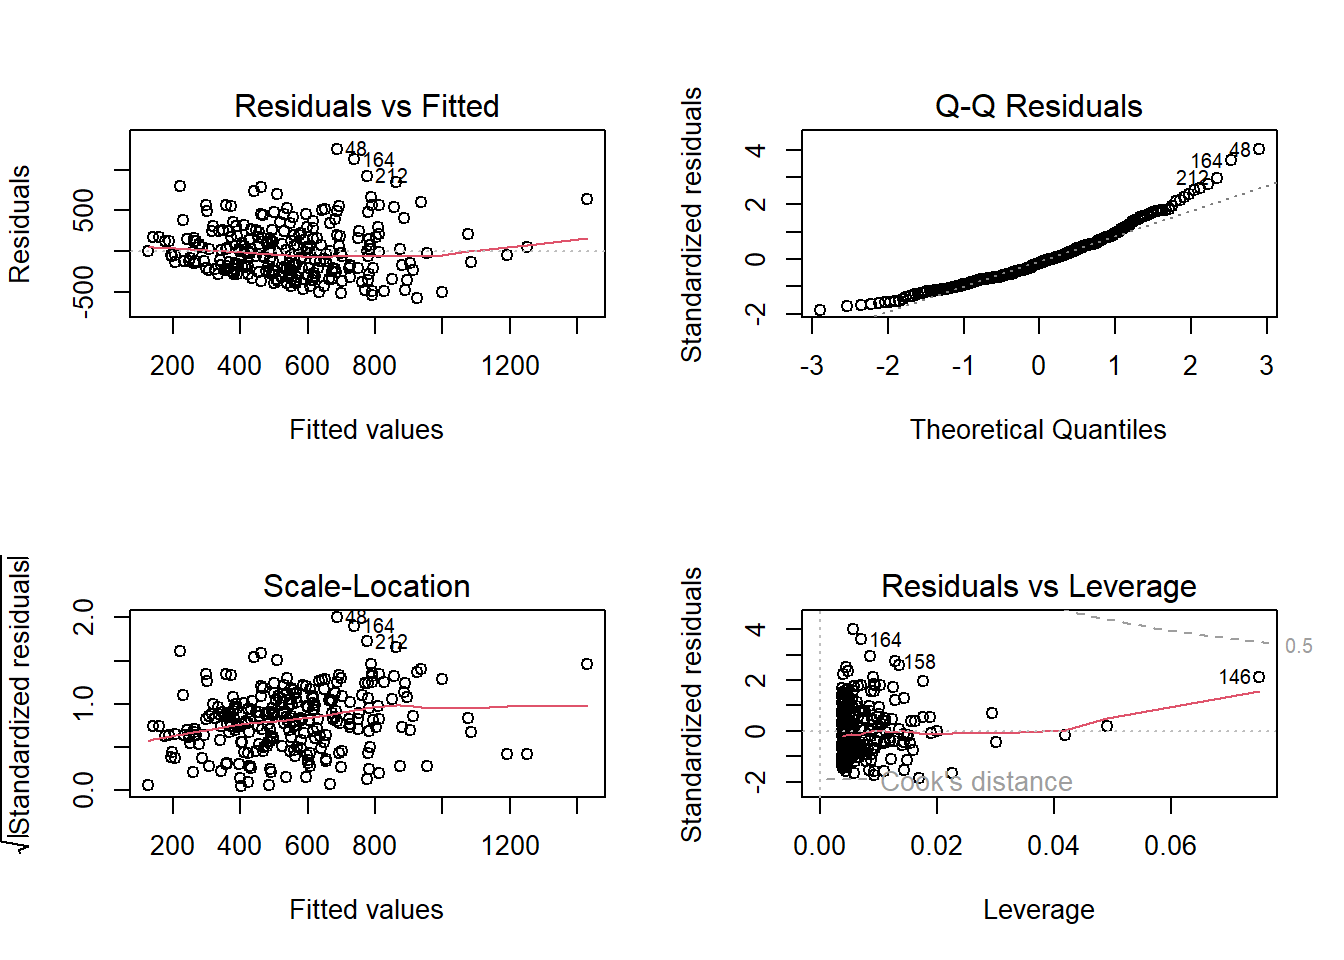 Residuals vs Fitted
Residuals
-500 500
48
164
212
200 400 600 800 1200
Fitted values
Q-Q Residuals
Standardized residuals
-2 0 2 4
48
164
212
-3 -2 -1 0 1 2 3
Theoretical Quantiles
Scale-Location
√|Standardized residuals|
0.0 1.0 2.0
48
164
212
200 400 600 800 1200
Fitted values
Residuals vs Leverage
Standardized residuals
-2 0 2 4
164
158
146
0.5
Cook's distance
0.00 0.02 0.04 0.06
Leverage